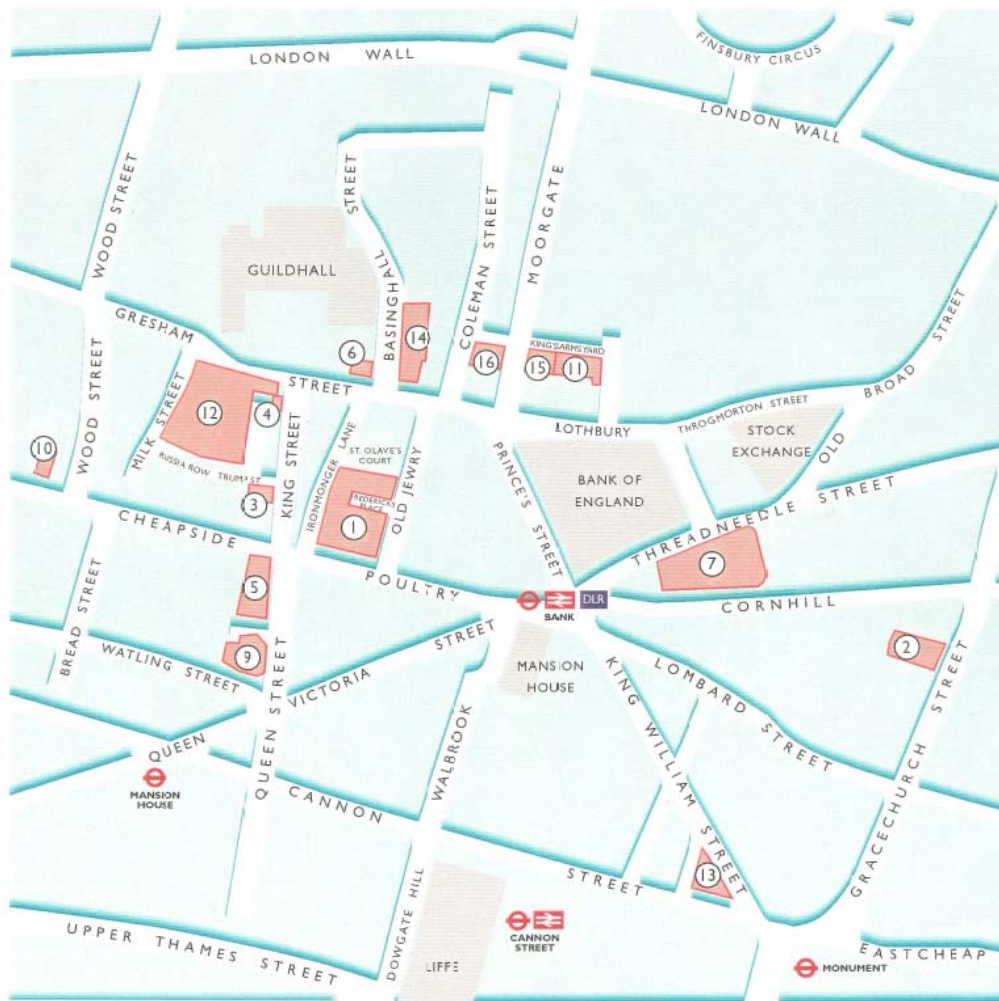 FINSBURY CIRCUS
LONDON WALL
LONDON WALL
WOOD STREET
STREET
COLEMAN STREET
MOORGATE
GUILDHALL
BASINGHALL
GRESHAM
STREET
BROAD
STREET
OLD
6
14
16
KING'S ARMS YARD
15
11
12
4
MILK STREET
WOOD STREET
10
RUSSIA ROW
TRUMP ST
3
KING STREET
IRONMONGER LANE
ST. OLAVE'S
COURT
FREDERICK'S
PLACE
1
OLD JEWRY
LOTHBURY
THROGMORTON STREET
STOCK
EXCHANGE
PRINCE'S STREET
BANK OF
ENGLAND
THREADNEEDLE STREET
7
CHEAPSIDE
POULTRY
5
9
BREAD STREET
WATLING STREET
DLR
BANK
CORNHILL
2
MANSION
HOUSE
QUEEN
VICTORIA
STREET
QUEEN STREET
WALBROOK
KING WILLIAM STREET
LOMBARD STREET
GRACECHURCH STREET
MANSION
HOUSE
CANNON
STREET
13
DOWGATE HILL
LIFFE
CANNON
STREET
UPPER THAMES STREET
EASTCHEAP
MONUMENT